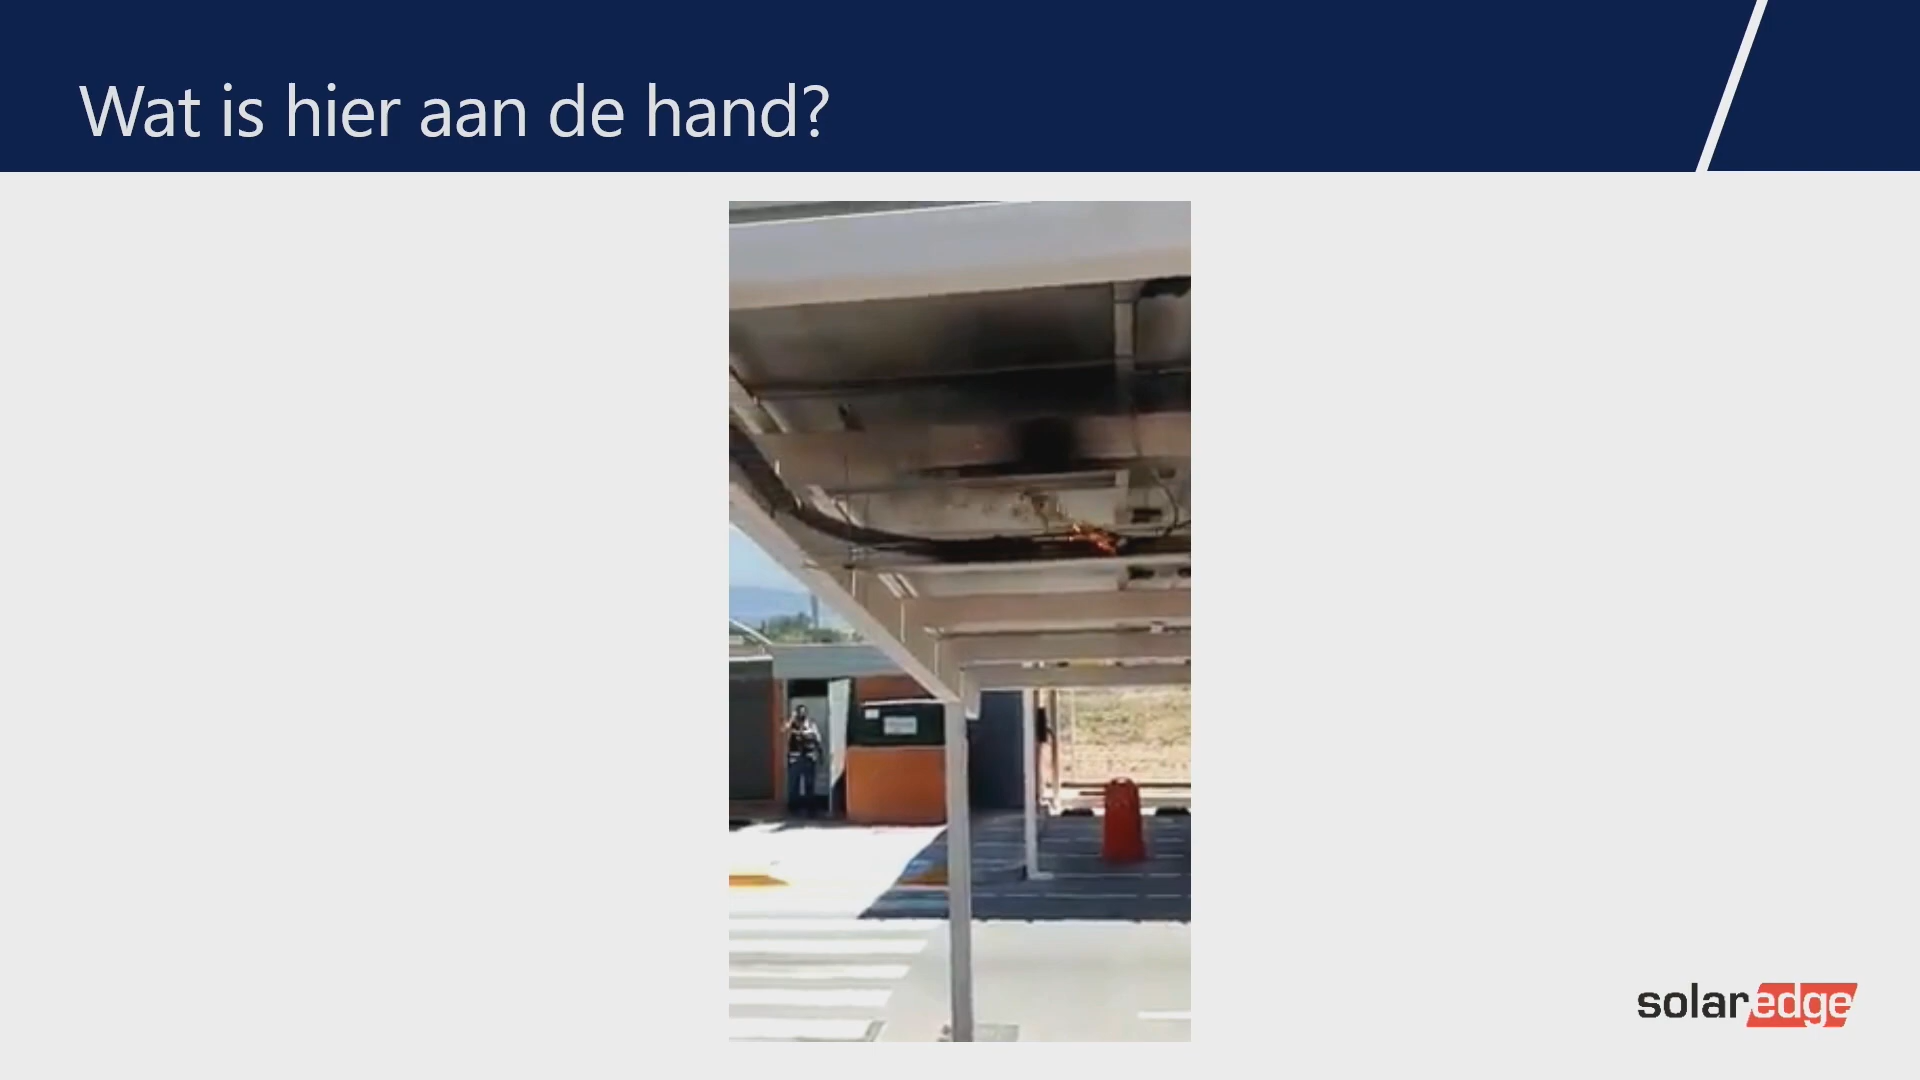 Wat is hier aan de hand?
solaredge